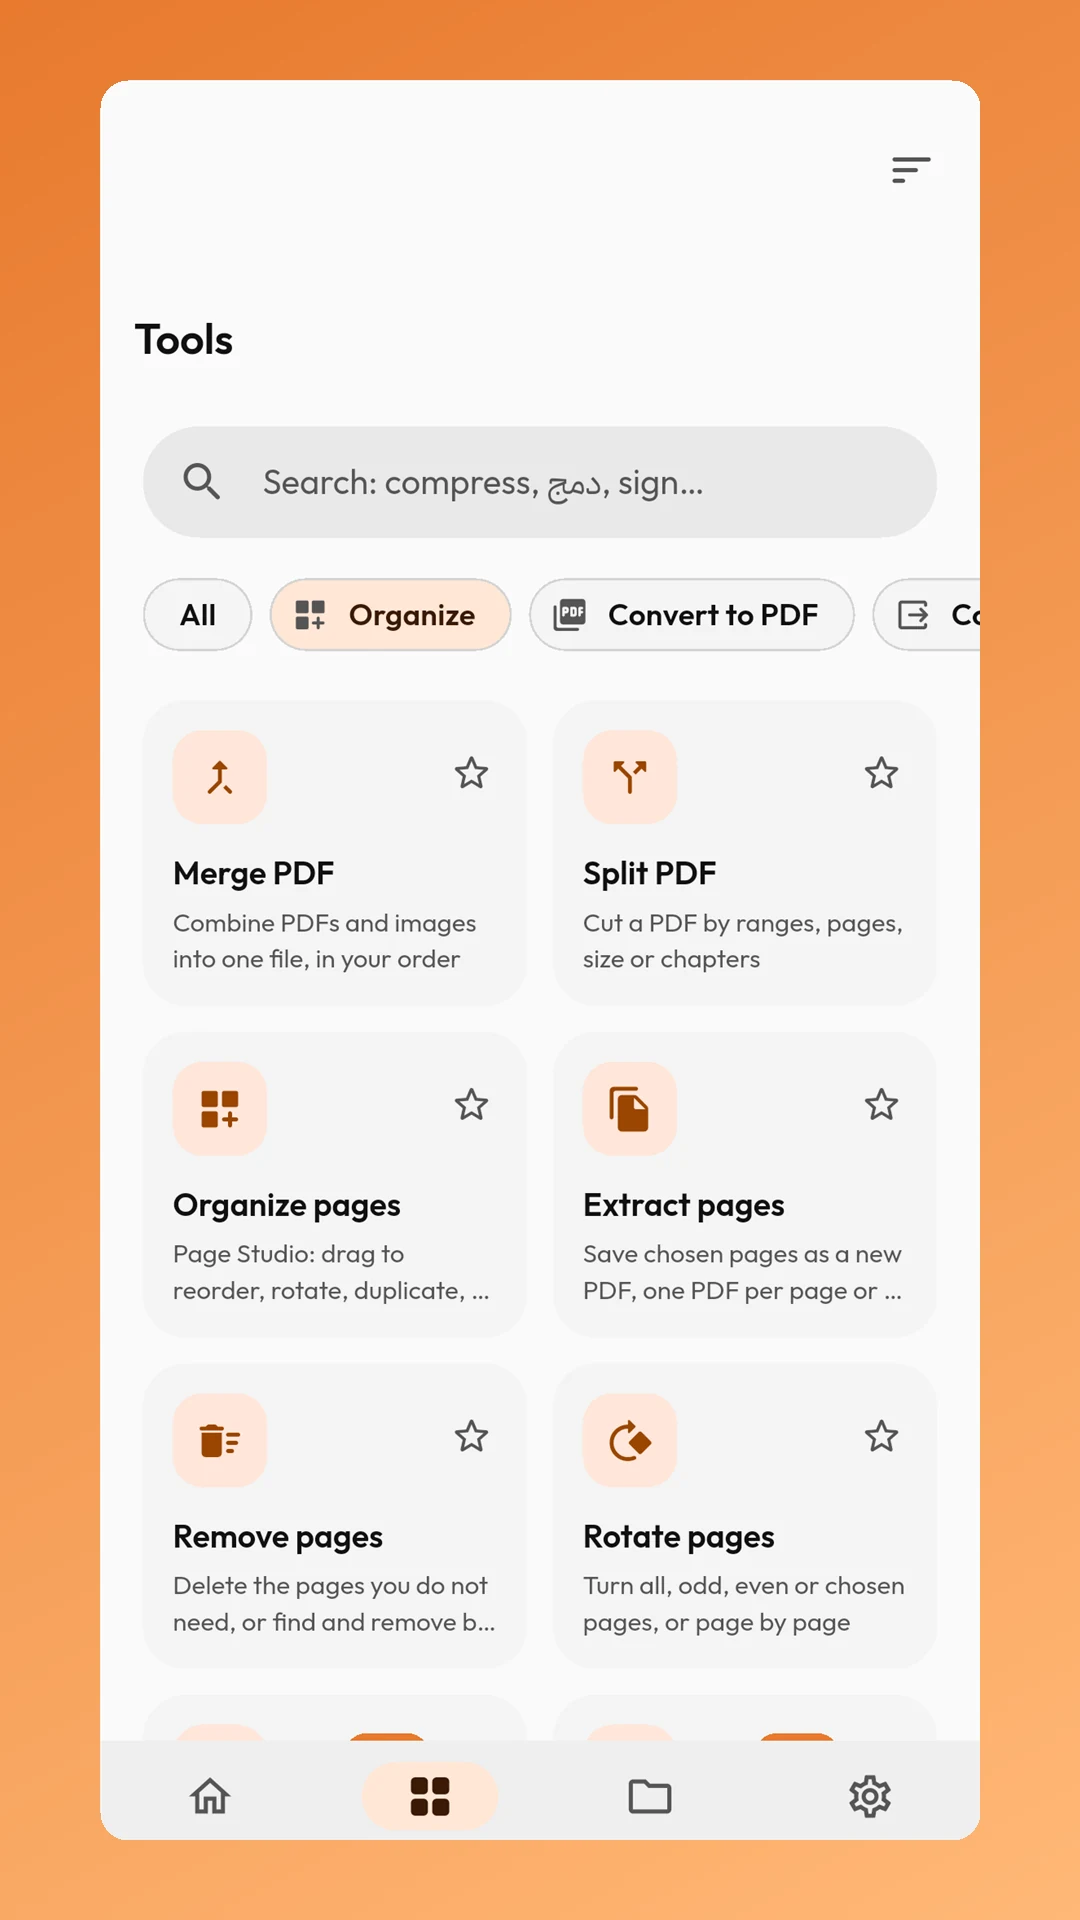 Tools
Search: compress, دمج, sign...
All
Organize
PDF
Convert to PDF
Co
Merge PDF
Combine PDFs and images
into one file, in your order
Split PDF
Cut a PDF by ranges, pages,
size or chapters
Organize pages
Page Studio: drag to
reorder, rotate, duplicate, ...
Extract pages
Save chosen pages as a new
PDF, one PDF per page or ...
Remove pages
Delete the pages you do not
need, or find and remove b...
Rotate pages
Turn all, odd, even or chosen
pages, or page by page